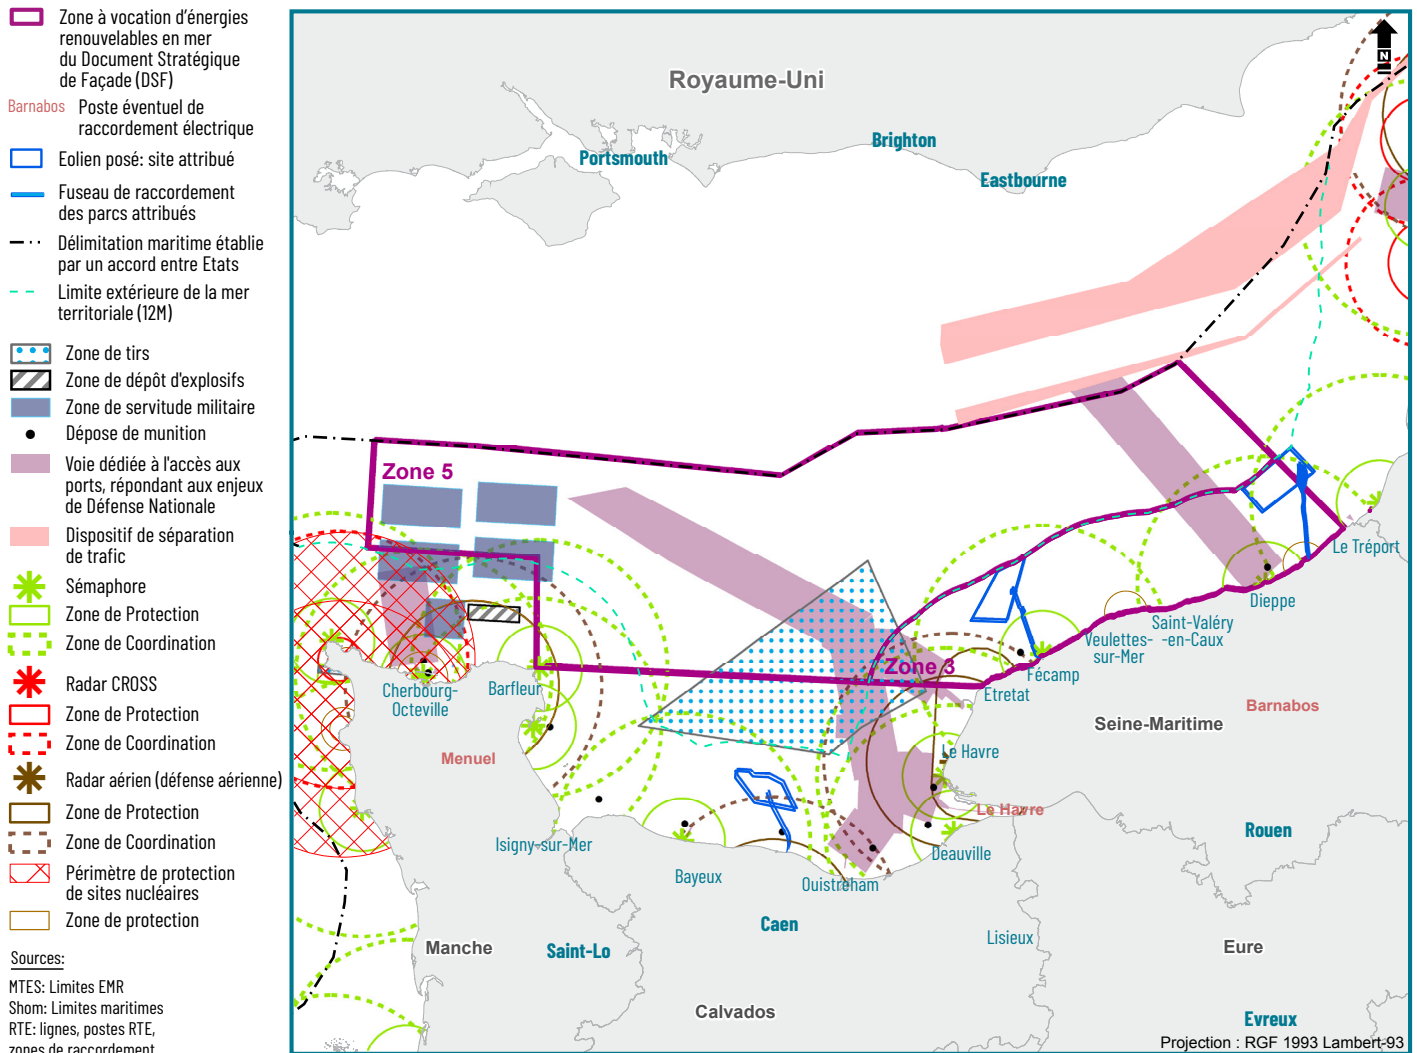 Zone à vocation d'énergies
renouvelables en mer
du Document Stratégique
de Façade (DSF)
Barnabos Poste éventuel de
raccordement électrique
Eolien posé: site attribué
Fuseau de raccordement
des parcs attribués
Délimitation maritime établie
par un accord entre Etats
Limite extérieure de la mer
territoriale (12M)
Zone de tirs
Zone de dépôt d'explosifs
Zone de servitude militaire
Dépose de munition
Voie dédiée à l'accès aux
ports, répondant aux enjeux
de Défense Nationale
Dispositif de séparation
de trafic
Sémaphore
Zone de Protection
Zone de Coordination
Radar CROSS
Zone de Protection
Zone de Coordination
Radar aérien (défense aérienne)
Zone de Protection
Zone de Coordination
Périmètre de protection
de sites nucléaires
Zone de protection
Sources:
MTES: Limites EMR
Shom: Limites maritimes
RTE: lignes, postes RTE,
zones de raccordement
N
Royaume-Uni
Portsmouth
Brighton
Eastbourne
Zone 5
Le Tréport
Dieppe
Saint-Valéry
-en-Caux
Veulettes-
sur-Mer
Zone 3
Fécamp
Etretat
Cherbourg-
Octeville
Barfleur
Barnabos
Seine-Maritime
Menuel
Le Havre
Le Havre
Rouen
Isigny-sur-Mer
Deauville
Bayeux
Ouistreham
Caen
Lisieux
Manche
Saint-Lo
Eure
Calvados
Evreux
Projection : RGF 1993 Lambert-93